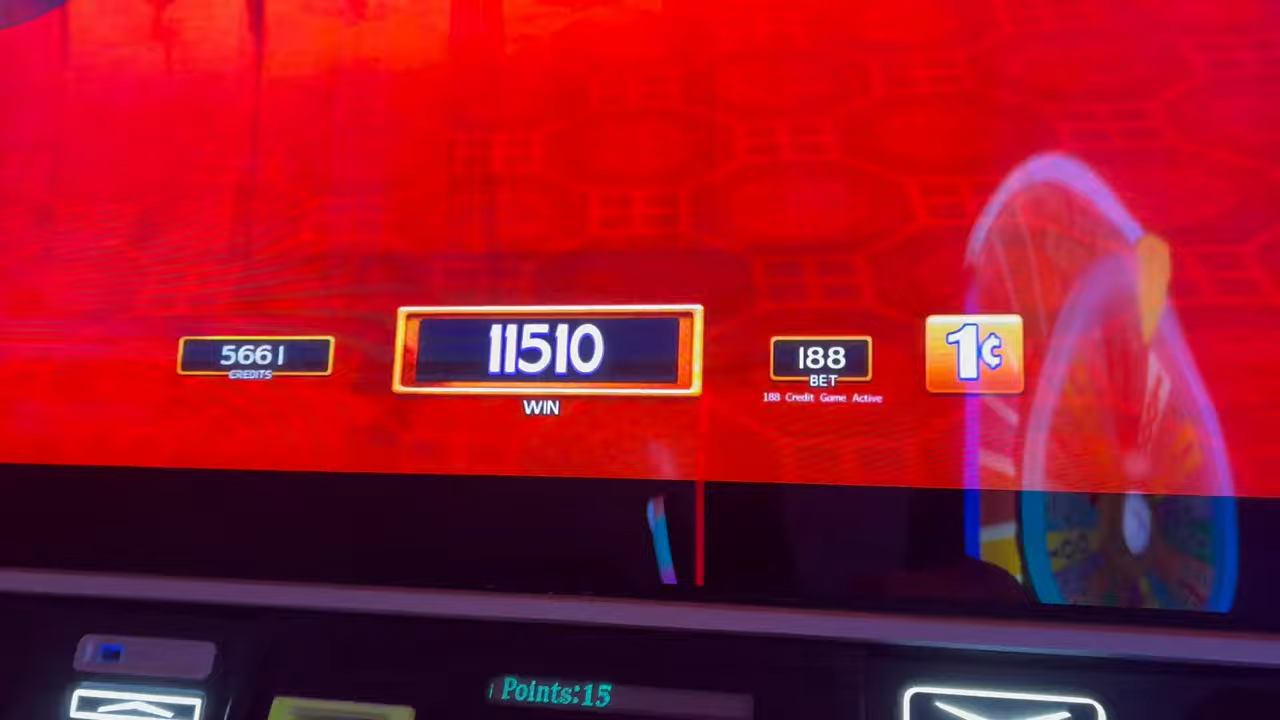 5661
CREDITS
11510
WIN
188
BET
188 Credit Game Active
1¢
Points:15